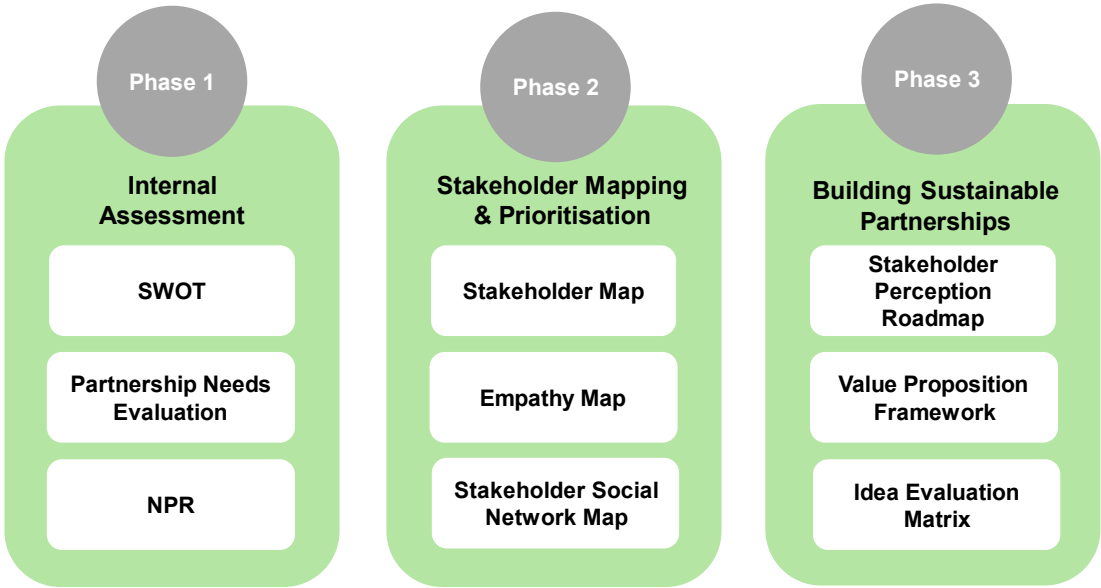 Phase 1
Internal
Assessment
SWOT
Partnership Needs
Evaluation
NPR
Phase 2
Stakeholder Mapping
& Prioritisation
Stakeholder Map
Empathy Map
Stakeholder Social
Network Map
Phase 3
Building Sustainable
Partnerships
Stakeholder
Perception
Roadmap
Value Proposition
Framework
Idea Evaluation
Matrix